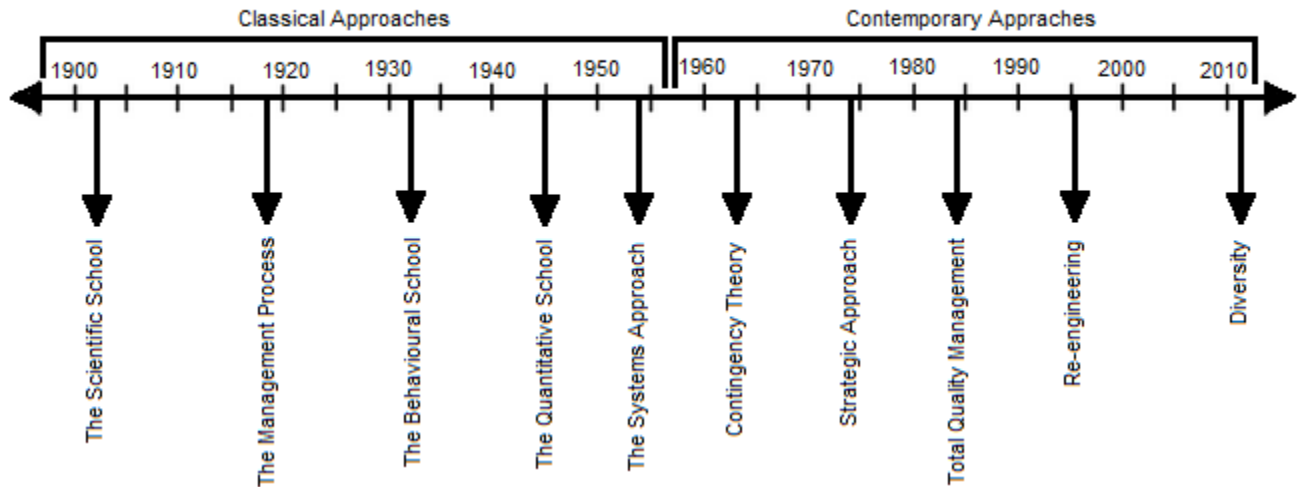 Classical Approaches
Contemporary Appraches
1900
1910
1920
1930
1940
1950
1960
1970
1980
1990
2000
2010
The Scientific School
The Management Process
The Behavioural School
The Quantitative School
The Systems Approach
Contingency Theory
Strategic Approach
Total Quality Management
Re-engineering
Diversity